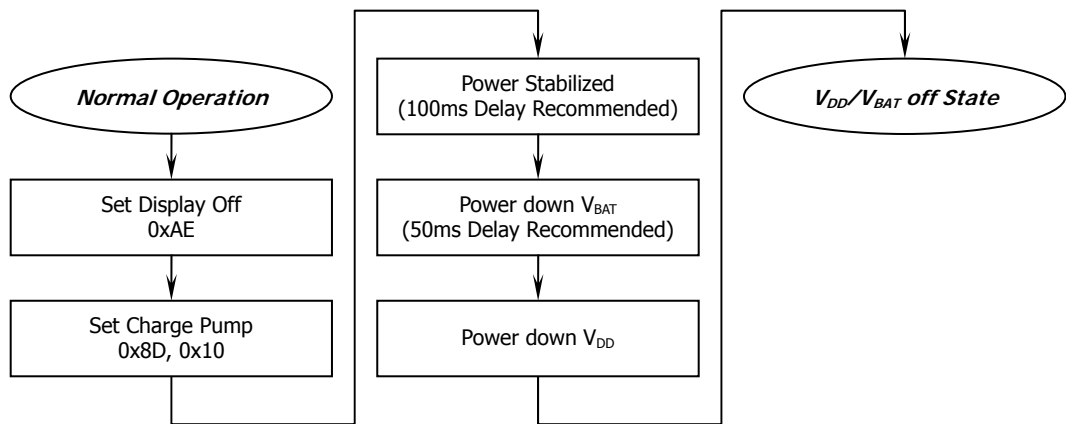 Normal Operation
Set Display Off
0xAE
Set Charge Pump
0x8D, 0x10
Power Stabilized
(100ms Delay Recommended)
Power down VBAT
(50ms Delay Recommended)
Power down VDD
VDD/VBAT off State